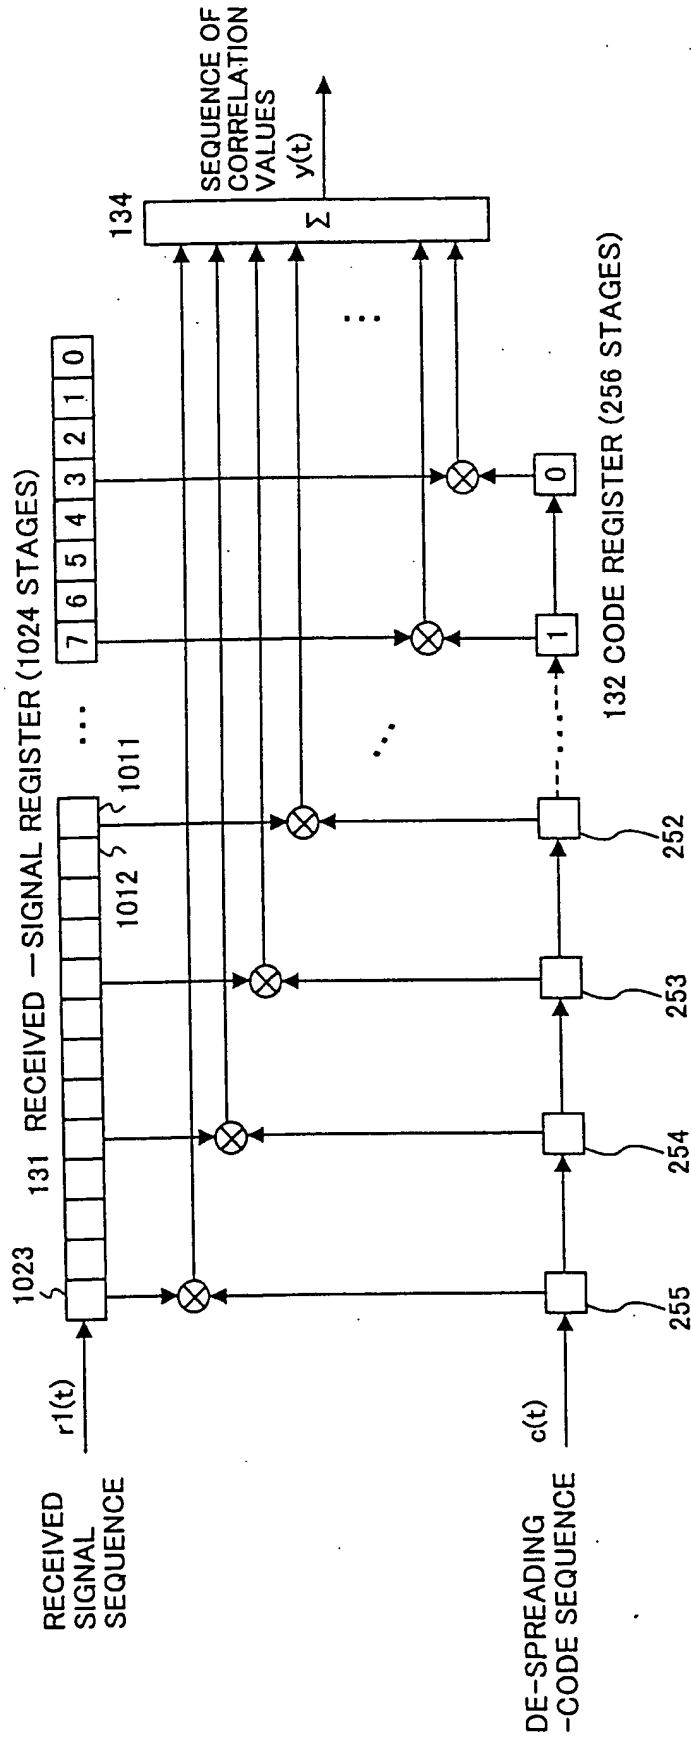 RECEIVED
SIGNAL
SEQUENCE
r1(t)
1023
131 RECEIVED -SIGNAL REGISTER (1024 STAGES)
1012
1011
...
7 6 5 4 3 2 1 0
134
Σ
SEQUENCE OF
CORRELATION
VALUES
y(t)
...
...
DE-SPREADING
-CODE SEQUENCE
c(t)
255
254
253
252
...
1
0
132 CODE REGISTER (256 STAGES)